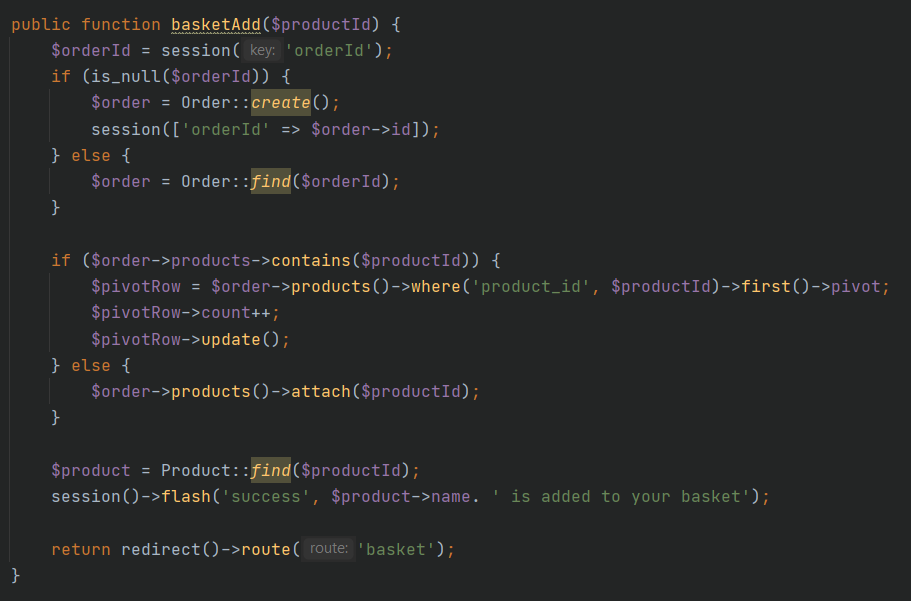 public function basketAdd($productId) {
    $orderId = session( key: 'orderId');
    if (is_null($orderId)) {
        $order = Order::create();
        session(['orderId' => $order->id]);
    } else {
        $order = Order::find($orderId);
    }

    if ($order->products->contains($productId)) {
        $pivotRow = $order->products()->where('product_id', $productId)->first()->pivot;
        $pivotRow->count++;
        $pivotRow->update();
    } else {
        $order->products()->attach($productId);
    }

    $product = Product::find($productId);
    session()->flash('success', $product->name. ' is added to your basket');

    return redirect()->route( route: 'basket');
}